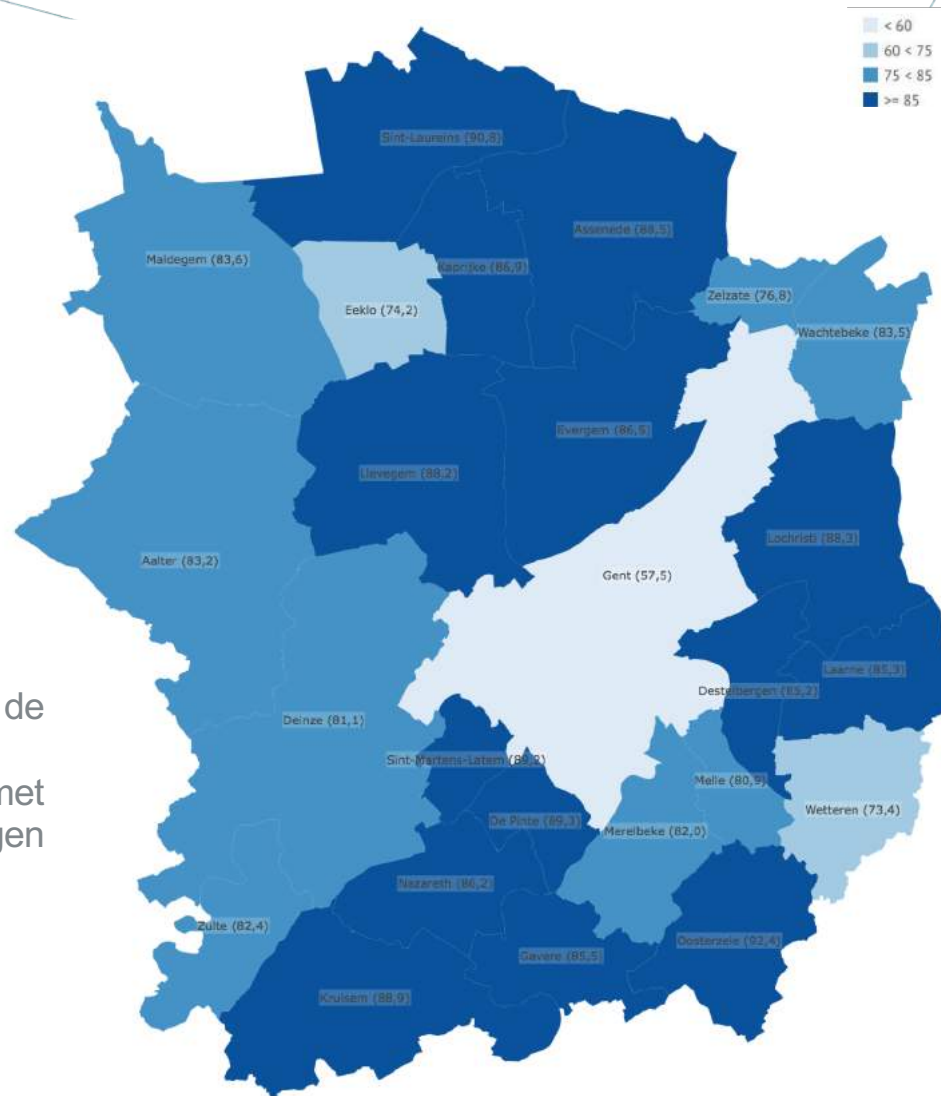 < 60
60 < 75
75 < 85
>= 85
Sint-Laureins (90,8)
Assenede (88,5)
Kaprijke (86,9)
Maldegem (83,6)
Zelzate (76,8)
Eeklo (74,2)
Wachtebeke (83,5)
Evergem (86,5)
Lievegem (88,2)
Lochristi (88,3)
Aalter (83,2)
Gent (57,5)
Laarne (85,3)
Destelbergen (85,2)
de
Deinze (81,1)
met
Sint-Martens-Latem (89,2)
Melle (80,9)
gen
De Pinte (89,3)
Merelbeke (82,0)
Wetteren (73,4)
Nazareth (86,2)
Zulte (82,4)
Oosterzele (92,4)
Gavere (85,5)
Kruisem (88,9)